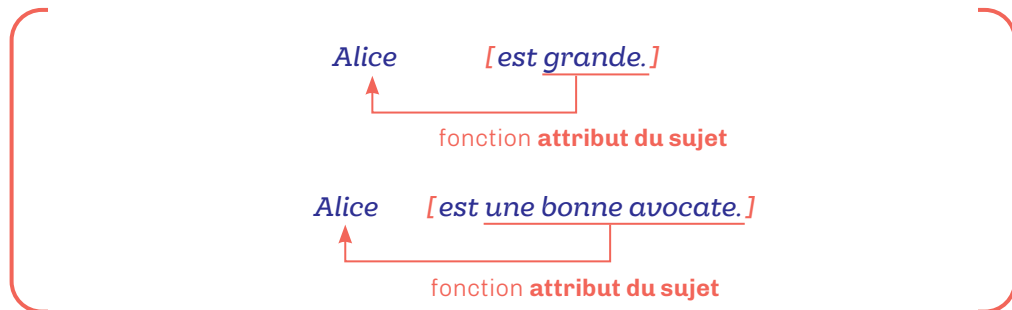 Alice [est grande.]
fonction attribut du sujet
Alice [est une bonne avocate.]
fonction attribut du sujet